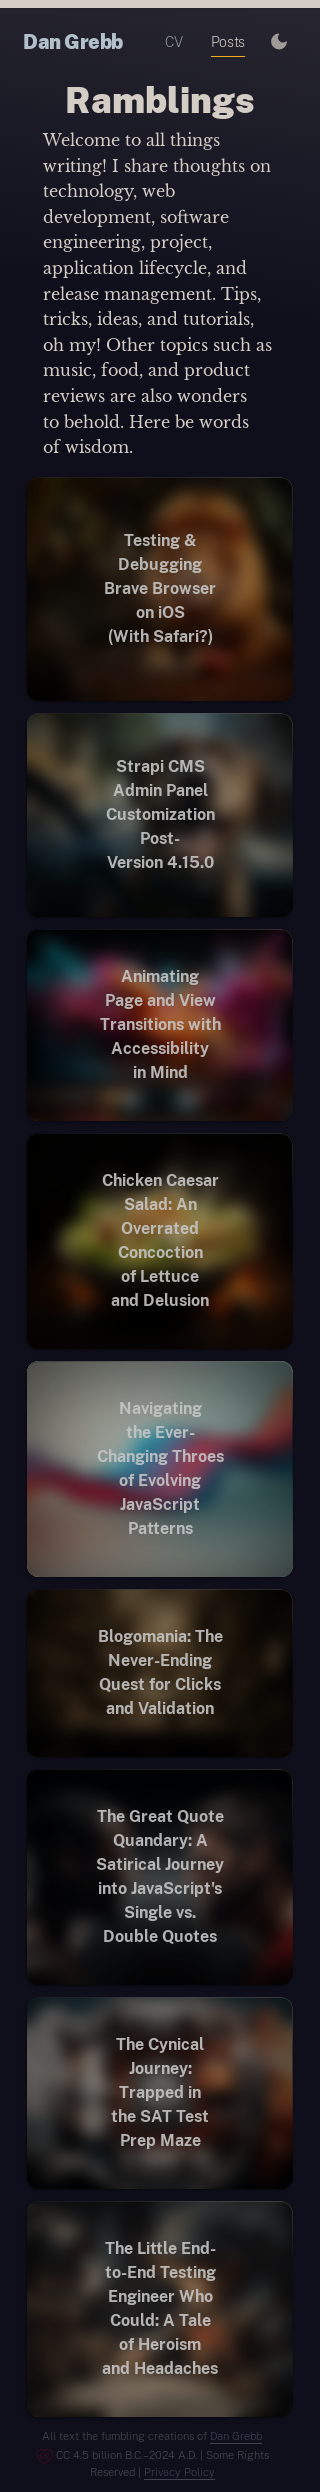 Dan Grebb
CV
Posts
Ramblings
Welcome to all things
writing! I share thoughts on
technology, web
development, software
engineering, project,
application lifecycle, and
release management. Tips,
tricks, ideas, and tutorials,
oh my! Other topics such as
music, food, and product
reviews are also wonders
to behold. Here be words
of wisdom.
Testing &
Debugging
Brave Browser
on iOS
(With Safari?)
Strapi CMS
Admin Panel
Customization
Post-
Version 4.15.0
Animating
Page and View
Transitions with
Accessibility
in Mind
Chicken Caesar
Salad: An
Overrated
Concoction
of Lettuce
and Delusion
Navigating
the Ever-
Changing Throes
of Evolving
JavaScript
Patterns
Blogomania: The
Never-Ending
Quest for Clicks
and Validation
The Great Quote
Quandary: A
Satirical Journey
into JavaScript's
Single vs.
Double Quotes
The Cynical
Journey:
Trapped in
the SAT Test
Prep Maze
The Little End-
to-End Testing
Engineer Who
Could: A Tale
of Heroism
and Headaches
All text the fumbling creations of Dan Grebb
CC 4.5 billion B.C.–2024 A.D. | Some Rights
Reserved | Privacy Policy